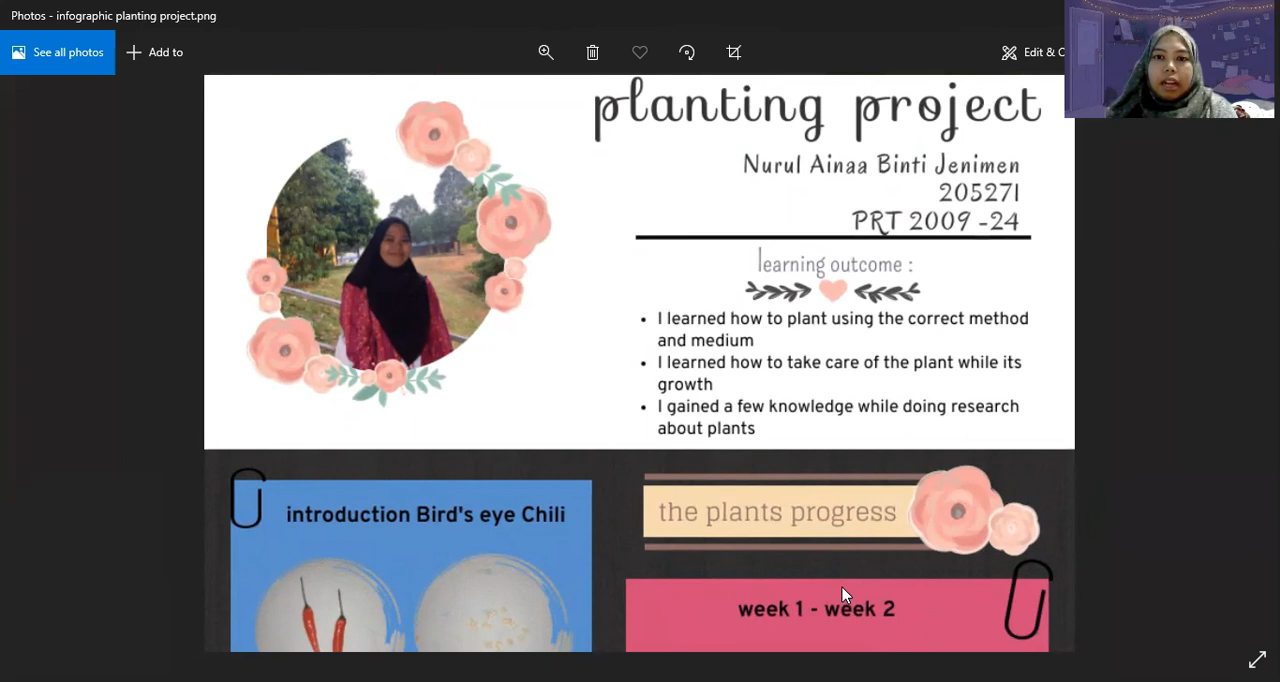 Photos - infographic planting project.png
See all photos
Add to
Edit & C
planting project
Nurul Ainaa Binti Jenimen
205271
PRT 2009 -24
learning outcome :
• I learned how to plant using the correct method
and medium
• I learned how to take care of the plant while its
growth
• I gained a few knowledge while doing research
about plants
introduction Bird's eye Chili
the plants progress
week 1 - week 2